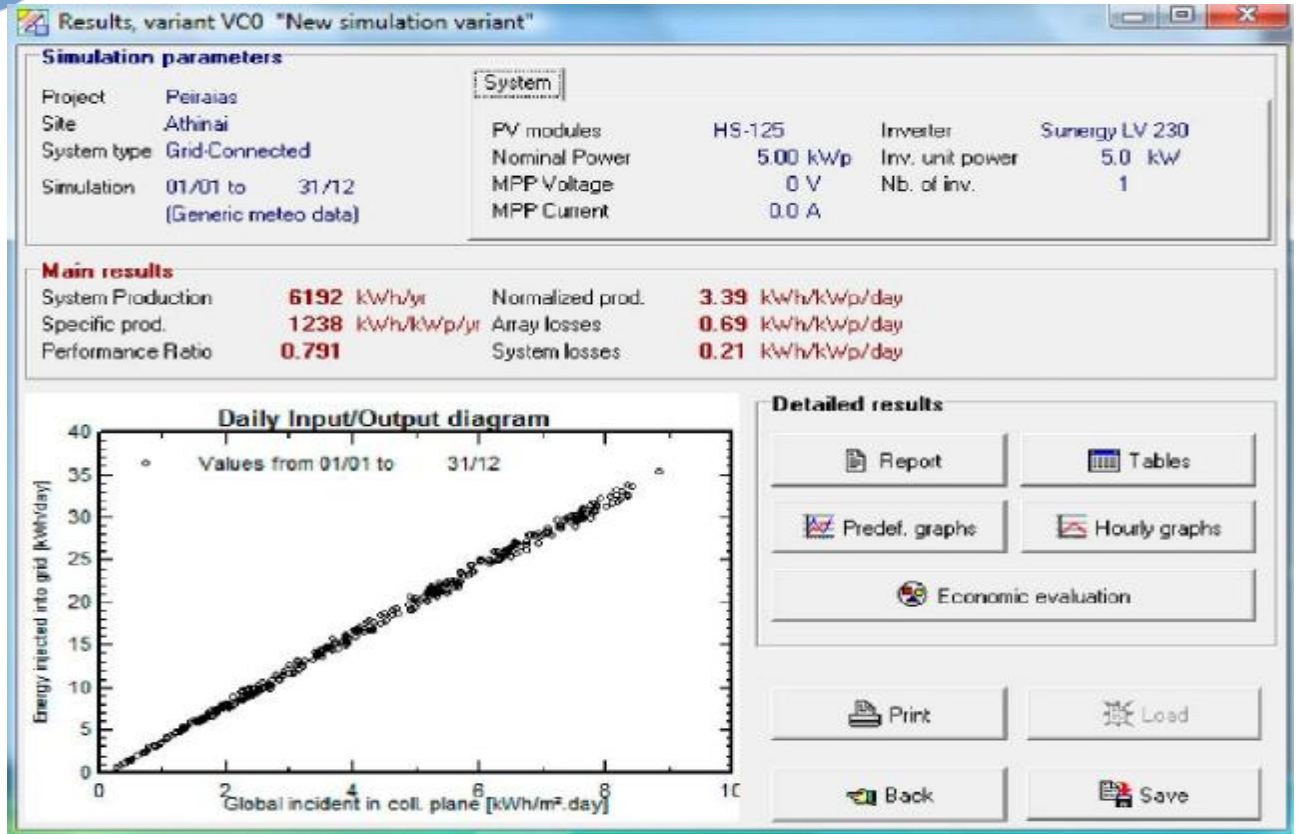 Results, variant VC0 "New simulation variant"
Simulation parameters
Project Peiraias
Site Athinai
System type Grid-Connected
Simulation 01/01 to 31/12
(Generic meteo data)
System
PV modules HS-125 Inverter Sunergy LV 230
Nominal Power 5.00 kWp Inv. unit power 5.0 kW
MPP Voltage 0 V Nb. of inv. 1
MPP Current 0.0 A
Main results
System Production 6192 kWh/yr Normalized prod. 3.39 kWh/kWp/day
Specific prod. 1238 kWh/kWp/yr Array losses 0.69 kWh/kWp/day
Performance Ratio 0.791 System losses 0.21 kWh/kWp/day
Daily Input/Output diagram
Values from 01/01 to 31/12
Energy injected into grid [kWh/day]
40
35
30
25
20
15
10
5
0
0 2 4 6 8 10
Global incident in coll. plane [kWh/m².day]
Detailed results
Report Tables
Predef. graphs Hourly graphs
Economic evaluation
Print Load
Back Save